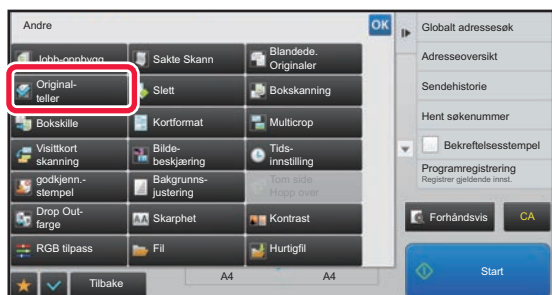 Andre
OK
Jobb-oppbygg
Sakte Skann
Blandede.
Originaler
Original-
teller
Slett
Bokskanning
Bokskille
Kortformat
Multicrop
Visittkort
skanning
Bilde-
beskjæring
Tids-
innstilling
godkjenn.-
stempel
Bakgrunns-
justering
Tom side
Hopp over
Drop Out-
farge
Skarphet
Kontrast
RGB tilpass
Fil
Hurtigfil
Tilbake
A4
A4
Globalt adressesøk
Adresseoversikt
Sendehistorie
Hent søkenummer
Bekreftelsesstempel
Programregistrering
Registrer gjeldende innst.
Forhåndsvis
CA
Start